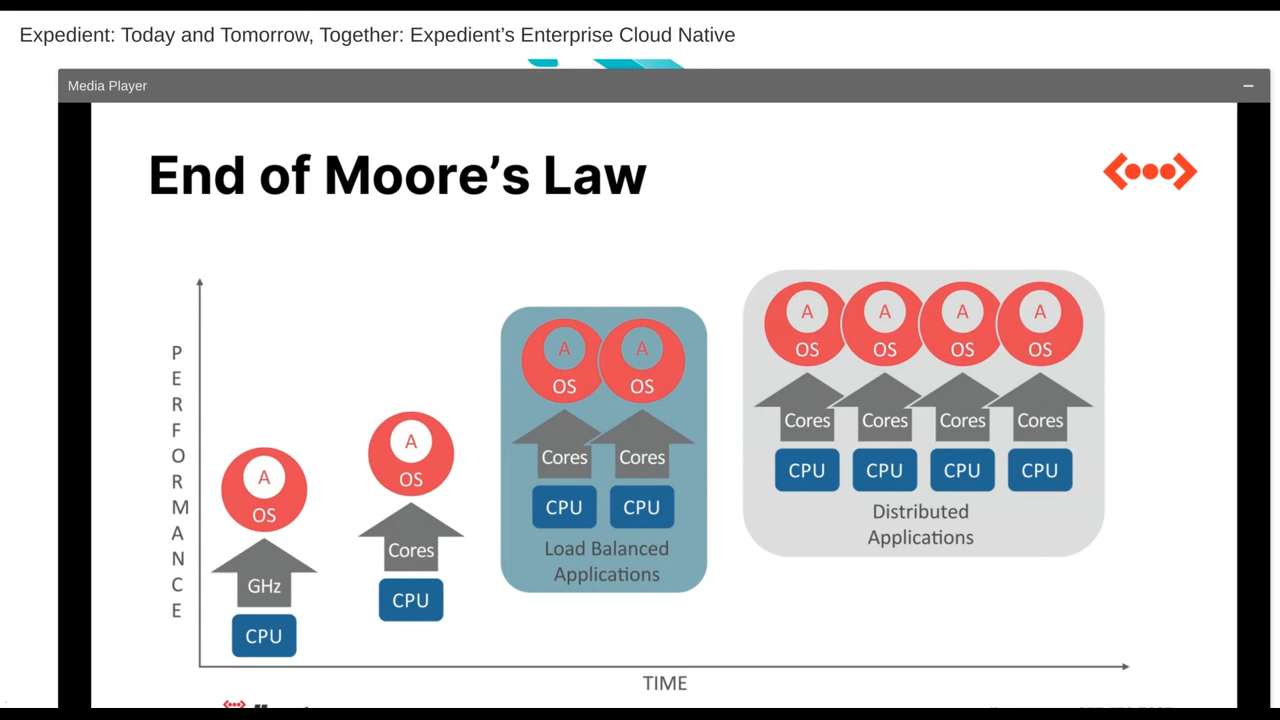 Expedient: Today and Tomorrow, Together: Expedient’s Enterprise Cloud Native
Media Player
End of Moore’s Law
PERFORMANCE
A
OS
GHz
CPU
A
OS
Cores
CPU
A A
OS OS
Cores Cores
CPU CPU
Load Balanced
Applications
A A A A
OS OS OS OS
Cores Cores Cores Cores
CPU CPU CPU CPU
Distributed
Applications
TIME